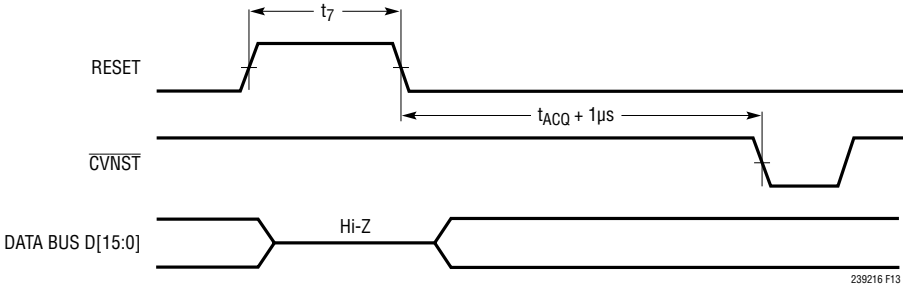 t7
RESET
tACQ + 1µs
CVNST
Hi-Z
DATA BUS D[15:0]
239216 F13